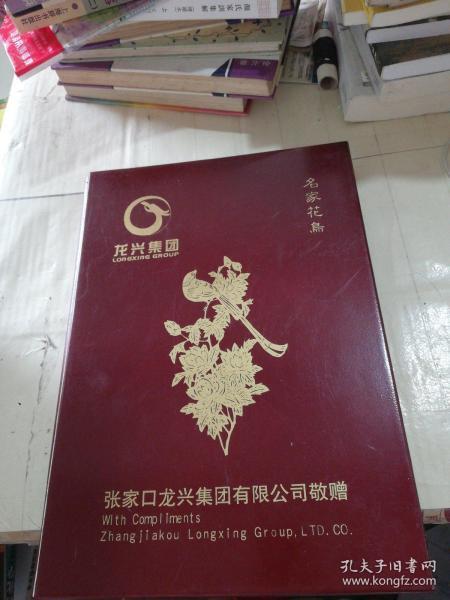 名家花鳥
龙兴集团
LONGXING GROUP
张家口龙兴集团有限公司敬赠
With Compliments
Zhangjiakou Longxing Group,LTD.CO.
孔夫子旧书网
www.kongfz.com